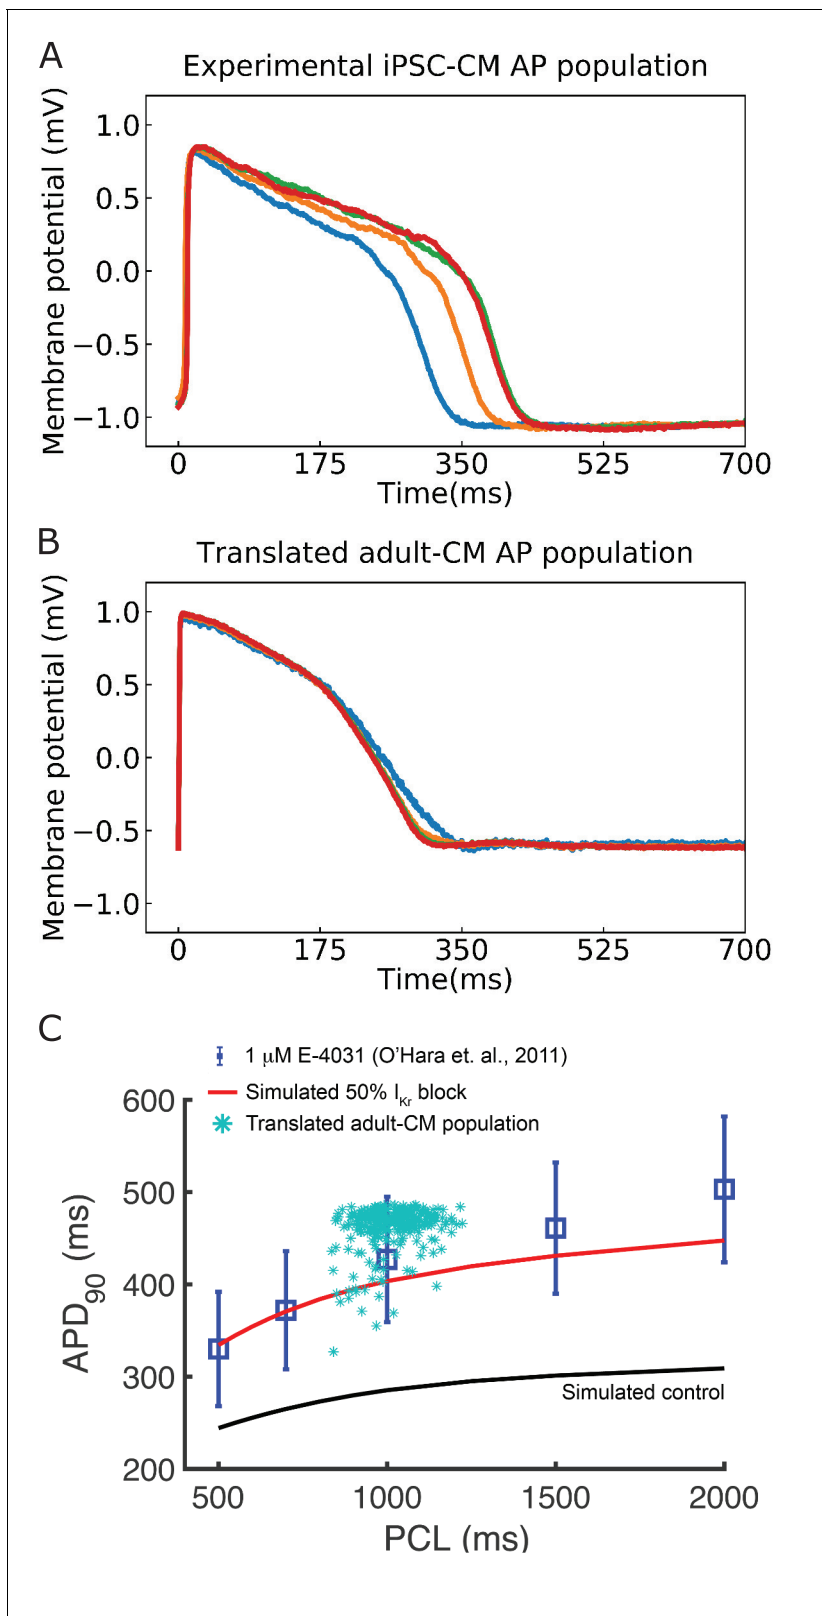 A
Experimental iPSC-CM AP population
Membrane potential (mV)
1.0
0.5
0.0
−0.5
−1.0
0 175 350 525 700
Time(ms)
B
Translated adult-CM AP population
Membrane potential (mV)
1.0
0.5
0.0
−0.5
−1.0
0 175 350 525 700
Time(ms)
C
1 μM E-4031 (O'Hara et. al., 2011)
Simulated 50% I_Kr block
Translated adult-CM population
APD90 (ms)
600
500
400
300
200
Simulated control
500 1000 1500 2000
PCL (ms)